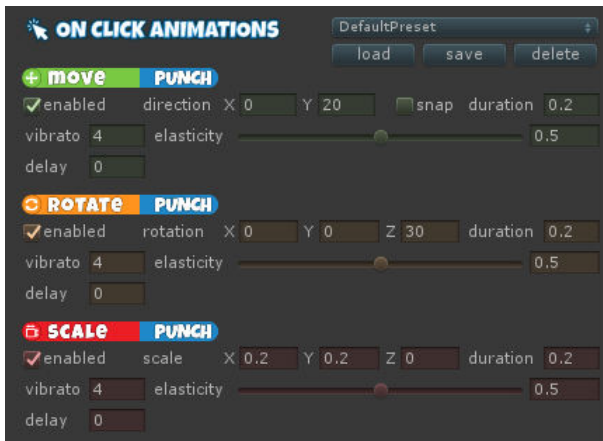 ON CLICK ANIMATIONS DefaultPreset
load save delete
move PUNCH
enabled direction X 0 Y 20 snap duration 0.2
vibrato 4 elasticity 0.5
delay 0
ROTATE PUNCH
enabled rotation X 0 Y 0 Z 30 duration 0.2
vibrato 4 elasticity 0.5
delay 0
SCALE PUNCH
enabled scale X 0.2 Y 0.2 Z 0 duration 0.2
vibrato 4 elasticity 0.5
delay 0